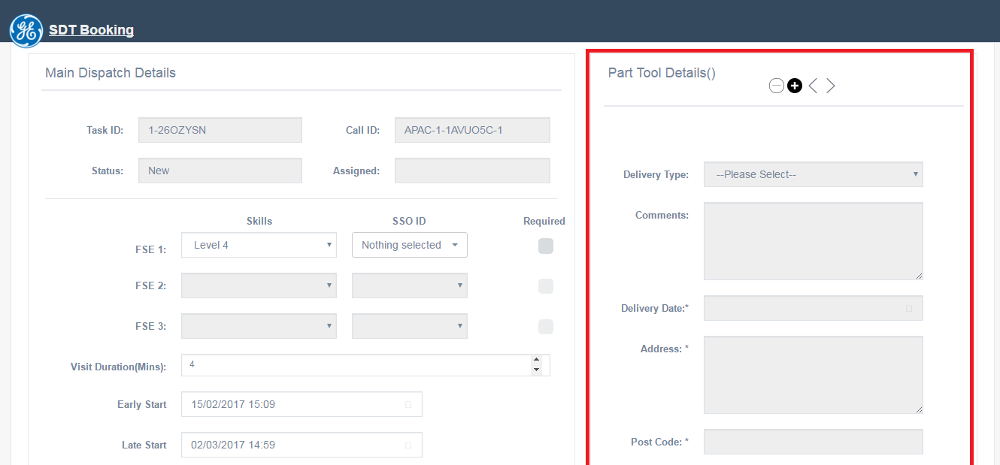 SDT Booking
Main Dispatch Details
Task ID: 1-26OZYSN Call ID: APAC-1-1AVUO5C-1
Status: New Assigned:
Skills SSO ID Required
FSE 1: Level 4 Nothing selected
FSE 2:
FSE 3:
Visit Duration(Mins): 4
Early Start 15/02/2017 15:09
Late Start 02/03/2017 14:59
Part Tool Details()
Delivery Type: --Please Select--
Comments:
Delivery Date:*
Address: *
Post Code: *